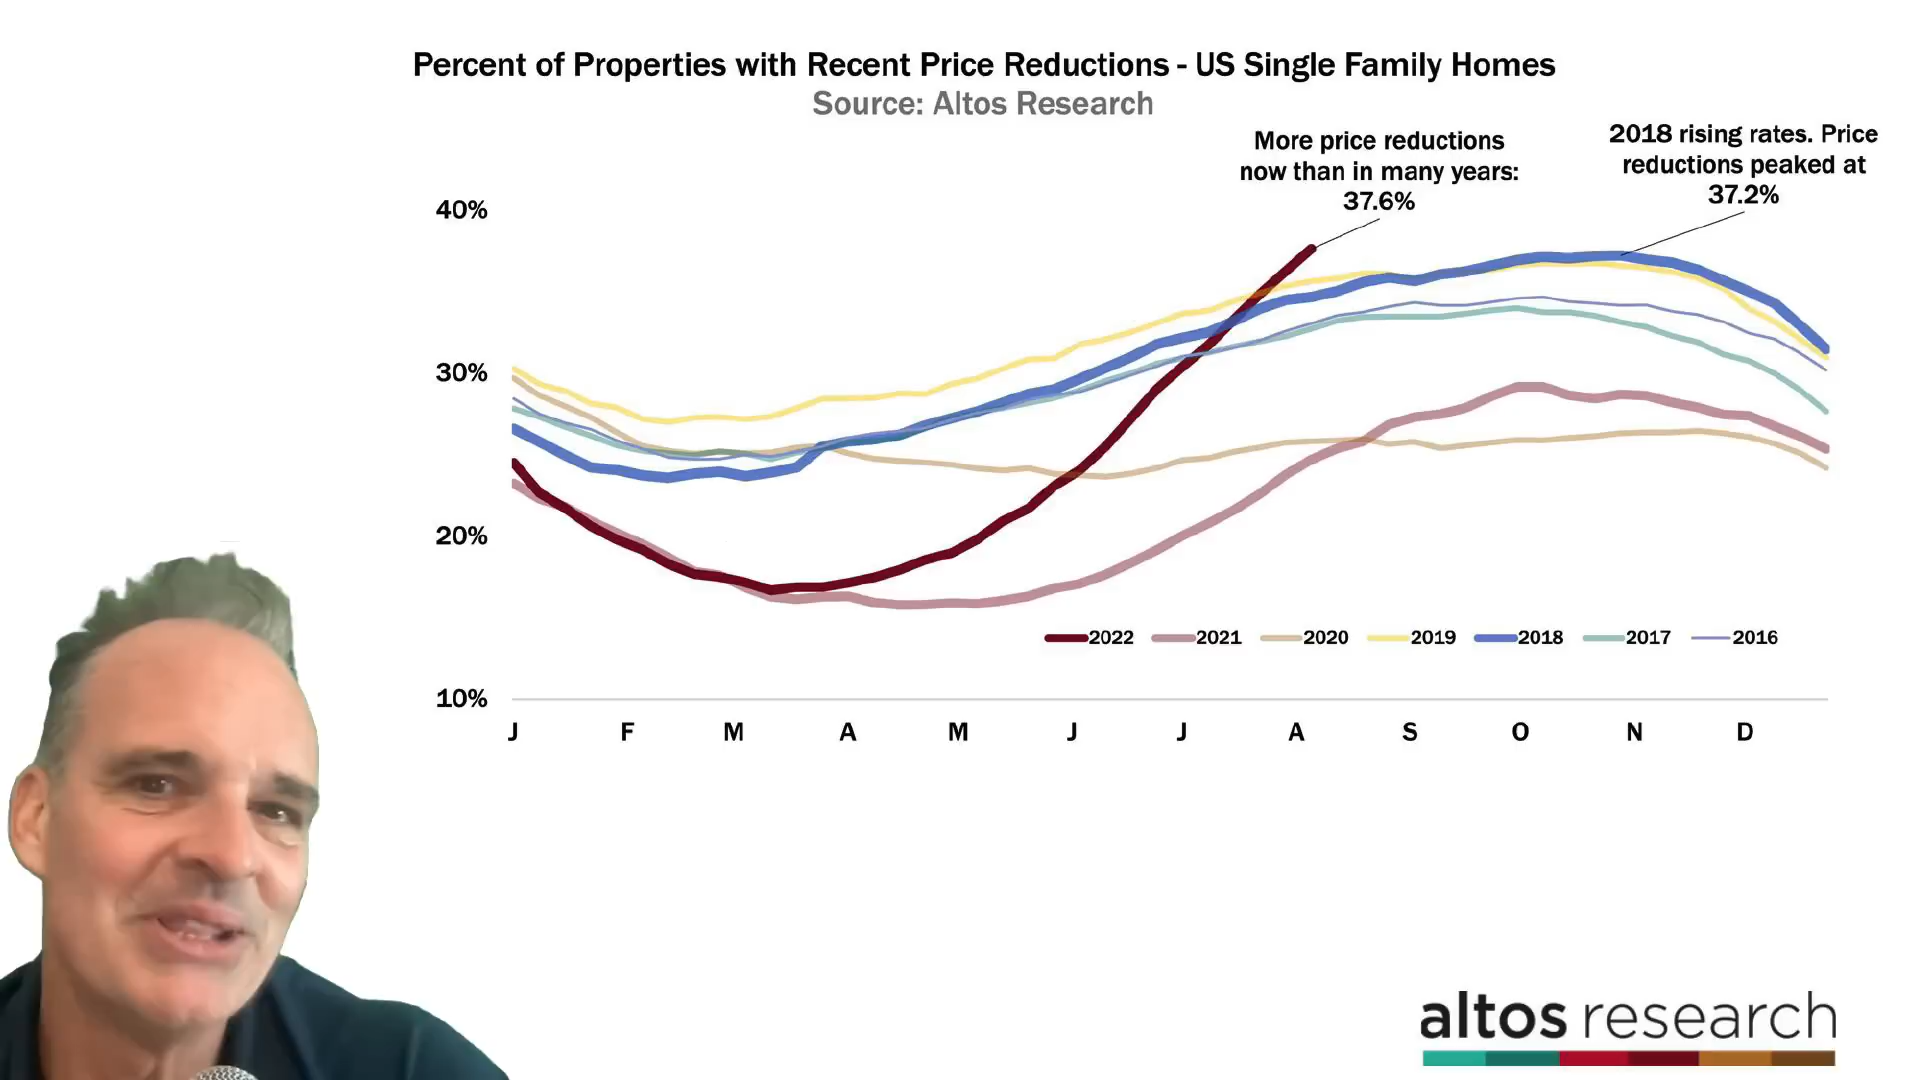 Percent of Properties with Recent Price Reductions - US Single Family Homes
Source: Altos Research
More price reductions
now than in many years:
37.6%
2018 rising rates. Price
reductions peaked at
37.2%
40%
30%
20%
10%
2022 2021 2020 2019 2018 2017 2016
J F M A M J J A S O N D
altos research